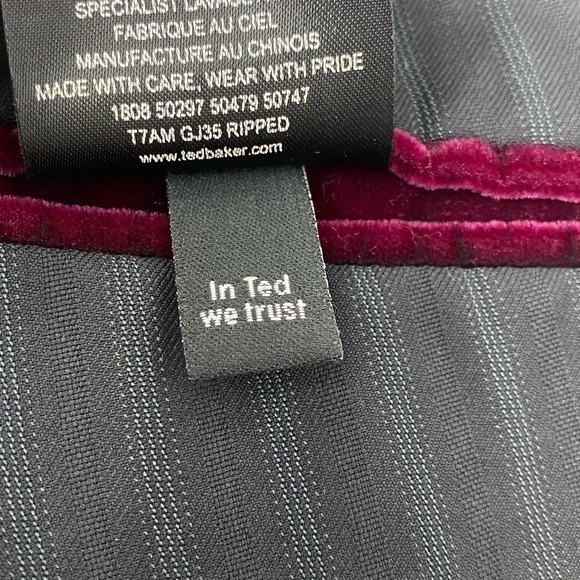 SPECIALIST LAVAGE
FABRIQUE AU CIEL
MANUFACTURE AU CHINOIS
MADE WITH CARE, WEAR WITH PRIDE
1808 50297 50479 50747
T7AM GJ35 RIPPED
www.tedbaker.com
In Ted
we trust